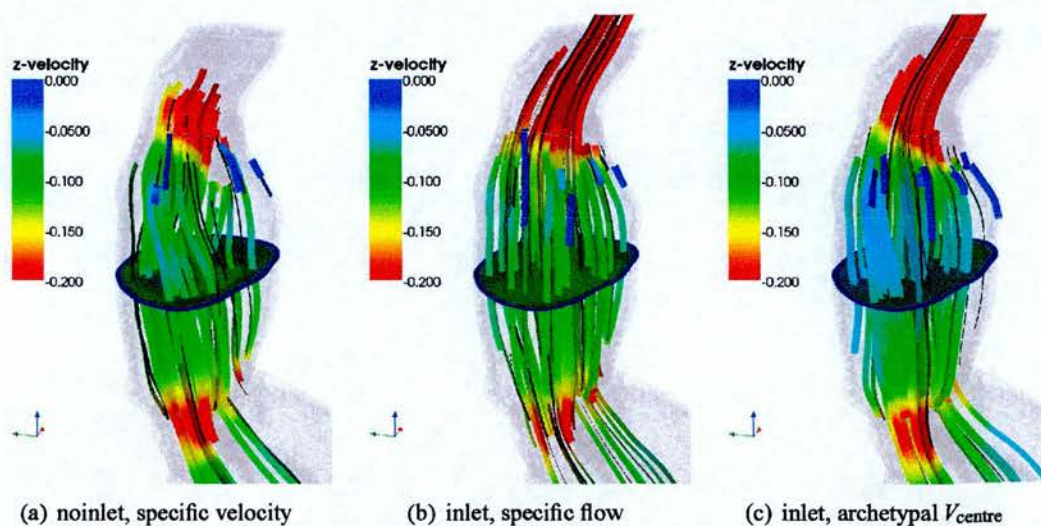 z-velocity
0.000
-0.0500
-0.100
-0.150
-0.200
z-velocity
0.000
-0.0500
-0.100
-0.150
-0.200
z-velocity
0.000
-0.0500
-0.100
-0.150
-0.200
(a) noinlet, specific velocity
(b) inlet, specific flow
(c) inlet, archetypal Vcentre